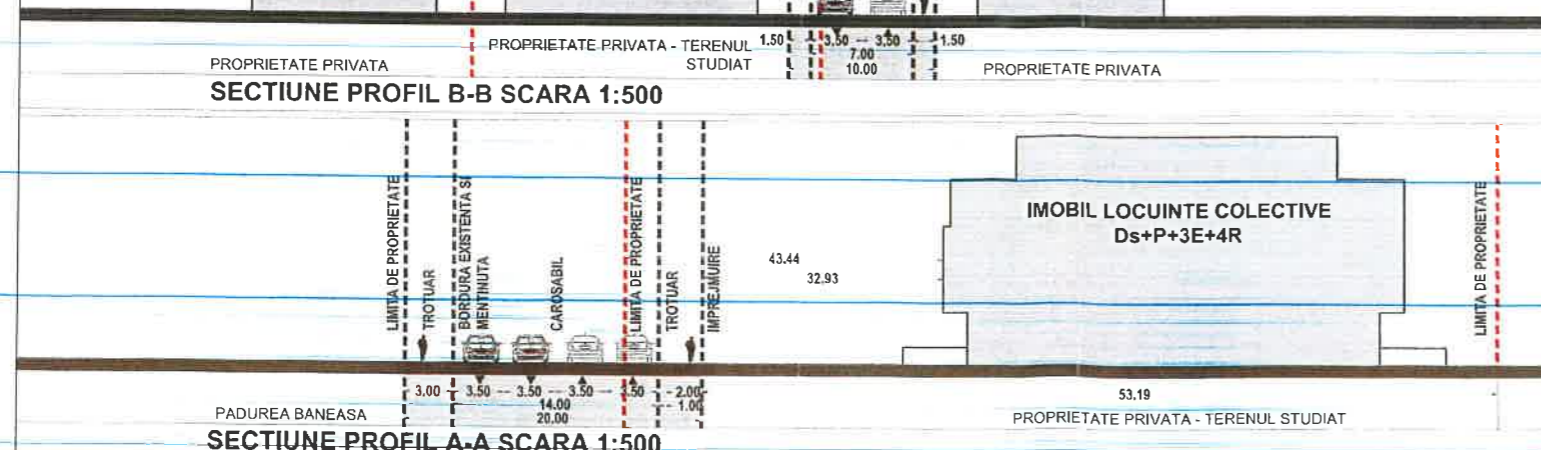 1.50 3,50 -- 3,50 1.50
7.00
10.00
PROPRIETATE PRIVATA - TERENUL
STUDIAT
PROPRIETATE PRIVATA
PROPRIETATE PRIVATA
SECTIUNE PROFIL B-B SCARA 1:500
LIMITA DE PROPRIETATE
TROTUAR
BORDURA EXISTENTA SI
MENTINUTA
CAROSABIL
LIMITA DE PROPRIETATE
TROTUAR
IMPREJMUIRE
43.44
32.93
IMOBIL LOCUINTE COLECTIVE
Ds+P+3E+4R
LIMITA DE PROPRIETATE
3,00 -- 3.50 -- 3.50 -- 3.50 -- 3.50 -- 2.00
14.00
1.00
20.00
53,19
PADUREA BANEASA
PROPRIETATE PRIVATA - TERENUL STUDIAT
SECTIUNE PROFIL A-A SCARA 1:500